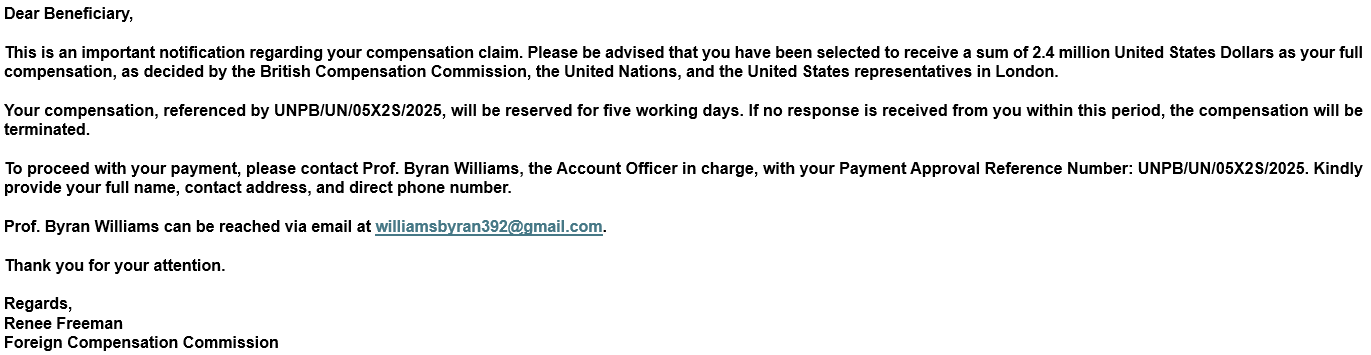 Dear Beneficiary,
This is an important notification regarding your compensation claim. Please be advised that you have been selected to receive a sum of 2.4 million United States Dollars as your full
compensation, as decided by the British Compensation Commission, the United Nations, and the United States representatives in London.
Your compensation, referenced by UNPB/UN/05X2S/2025, will be reserved for five working days. If no response is received from you within this period, the compensation will be
terminated.
To proceed with your payment, please contact Prof. Byran Williams, the Account Officer in charge, with your Payment Approval Reference Number: UNPB/UN/05X2S/2025. Kindly
provide your full name, contact address, and direct phone number.
Prof. Byran Williams can be reached via email at williamsbyran392@gmail.com.
Thank you for your attention.
Regards,
Renee Freeman
Foreign Compensation Commission